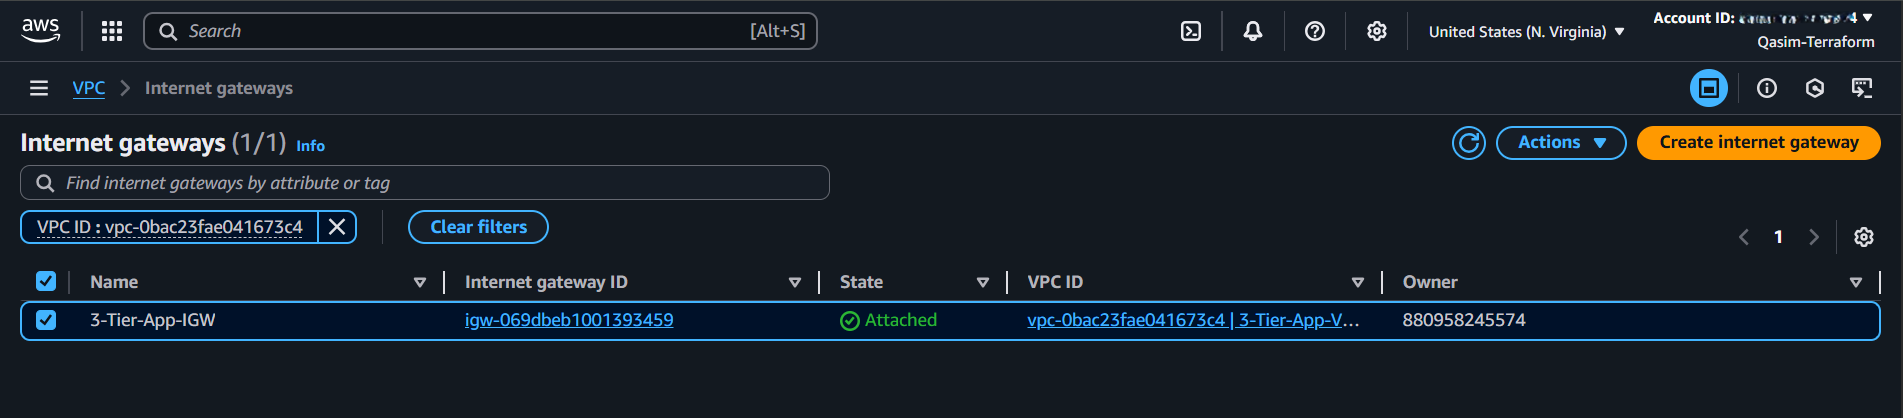 aws Search [Alt+S] United States (N. Virginia) Account ID:
Qasim-Terraform
VPC Internet gateways
Internet gateways (1/1) Info Actions Create internet gateway
Find internet gateways by attribute or tag
VPC ID : vpc-0bac23fae041673c4 Clear filters
1
Name Internet gateway ID State VPC ID Owner
3-Tier-App-IGW igw-069dbeb1001393459 Attached vpc-0bac23fae041673c4 | 3-Tier-App-V... 880958245574